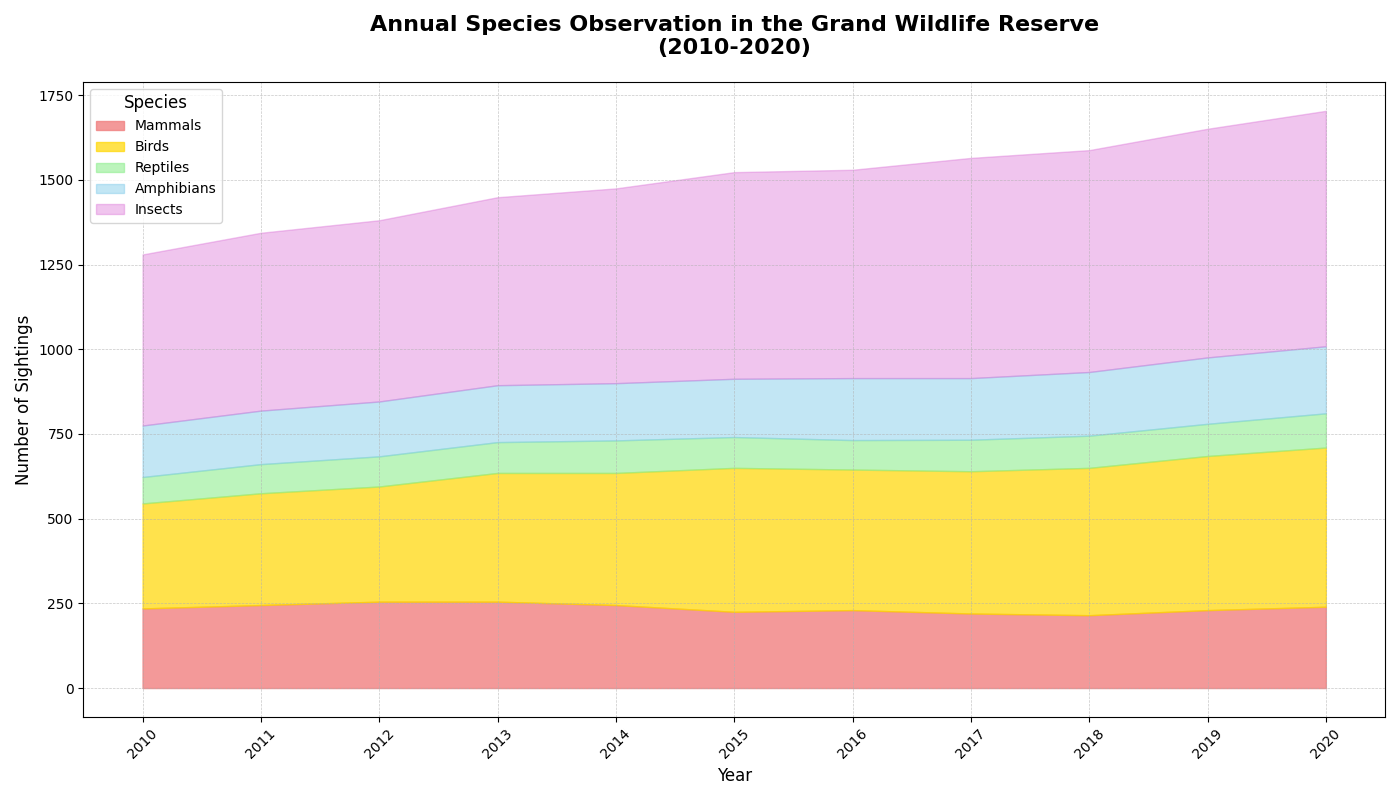 Annual Species Observation in the Grand Wildlife Reserve
(2010-2020)
Number of Sightings
1750
1500
1250
1000
750
500
250
0
Species
Mammals
Birds
Reptiles
Amphibians
Insects
2010
2011
2012
2013
2014
2015
2016
2017
2018
2019
2020
Year